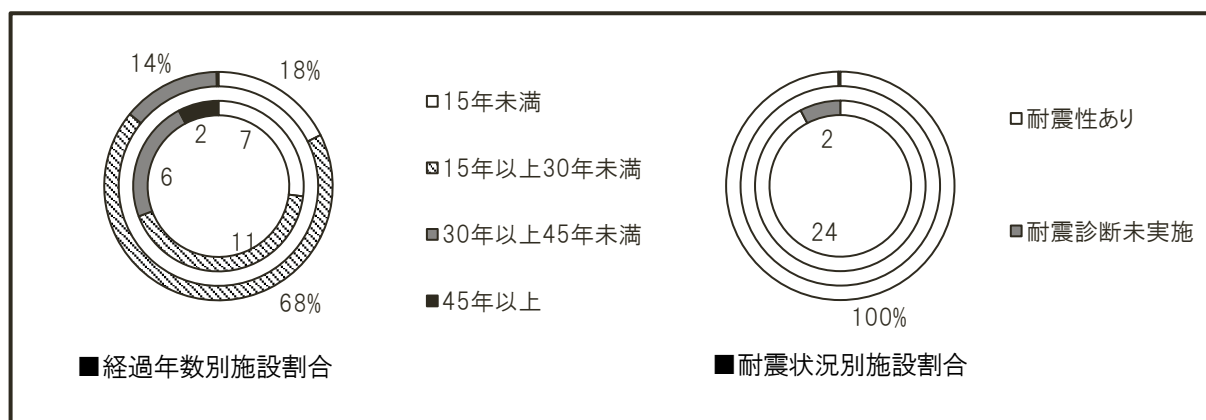 14%
18%
2
7
6
11
68%
□15年未満
▨15年以上30年未満
■30年以上45年未満
■45年以上
■経過年数別施設割合
2
24
100%
□耐震性あり
■耐震診断未実施
■耐震状況別施設割合